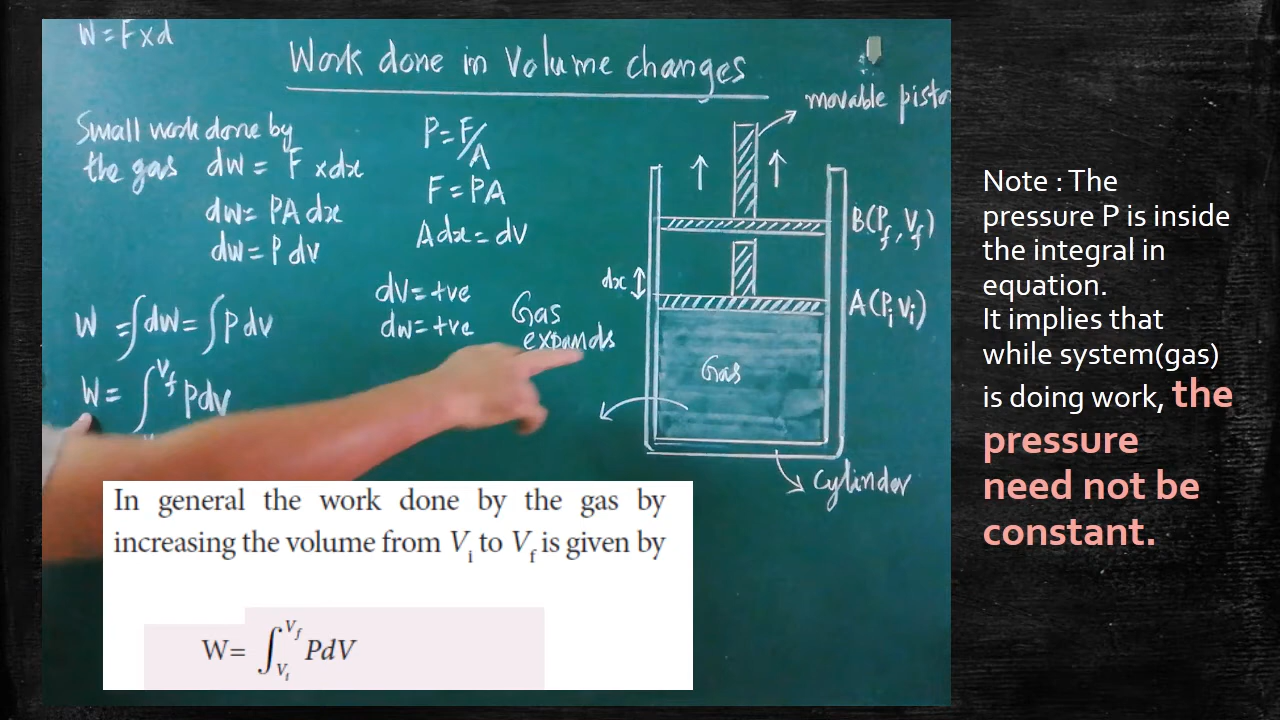 W = F x d
Work done in Volume changes
movable pisto
Small work done by
the gas dw = F x dx
dw = PA dx
dw = P dV
P = F/A
F = PA
A dx = dV
dV = +ve
dw = +ve
Gas
expands
W = ∫dw = ∫P dV
W = ∫ Vf PdV
dx
B(Pf, Vf)
A(Pi Vi)
Gas
Cylinder
In general the work done by the gas by
increasing the volume from Vi to Vf is given by
W= ∫ Vf Vi PdV
Note : The
pressure P is inside
the integral in
equation.
It implies that
while system(gas)
is doing work, the
pressure
need not be
constant.